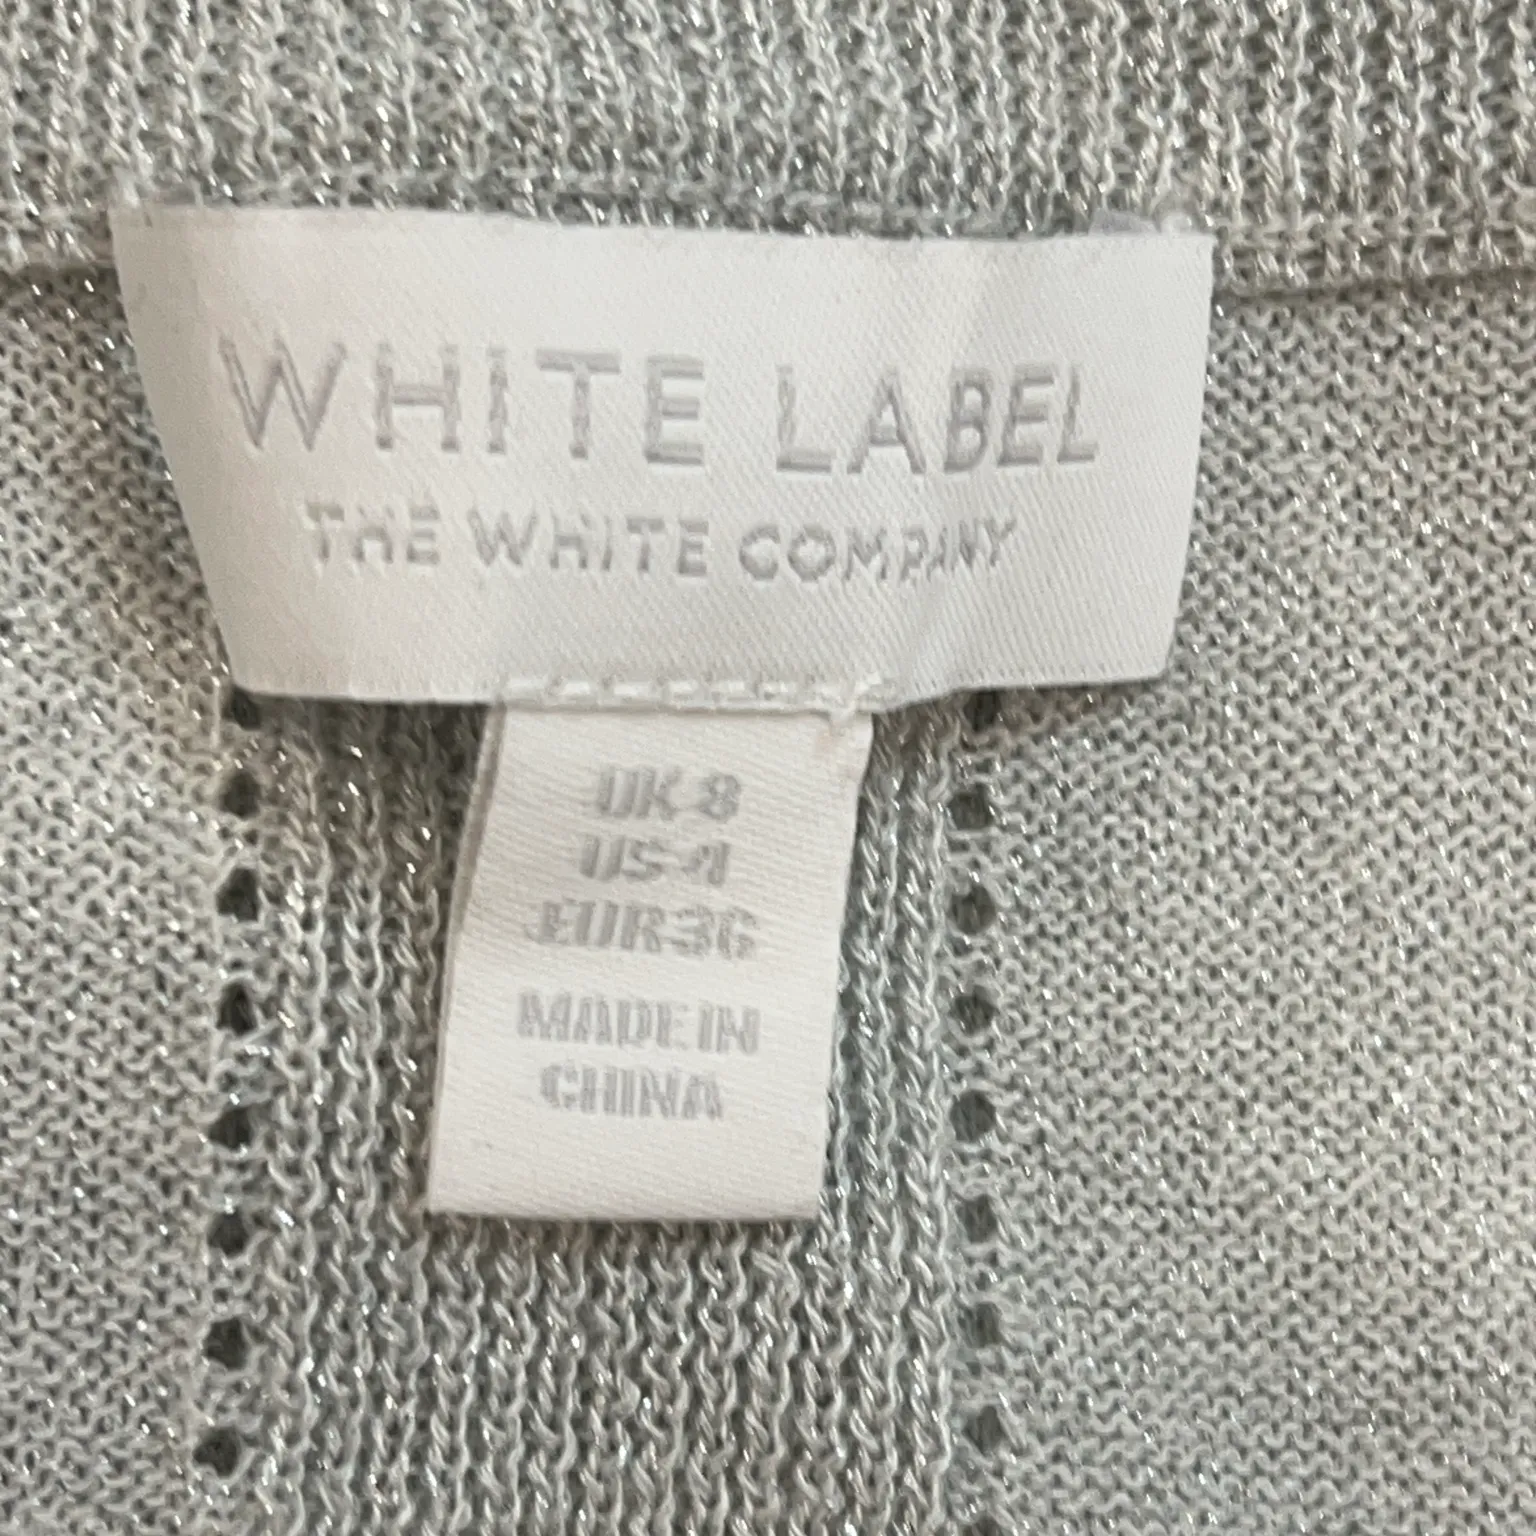 WHITE LABEL
THE WHITE COMPANY
UK 8
US 4
EUR 36
MADE IN
CHINA